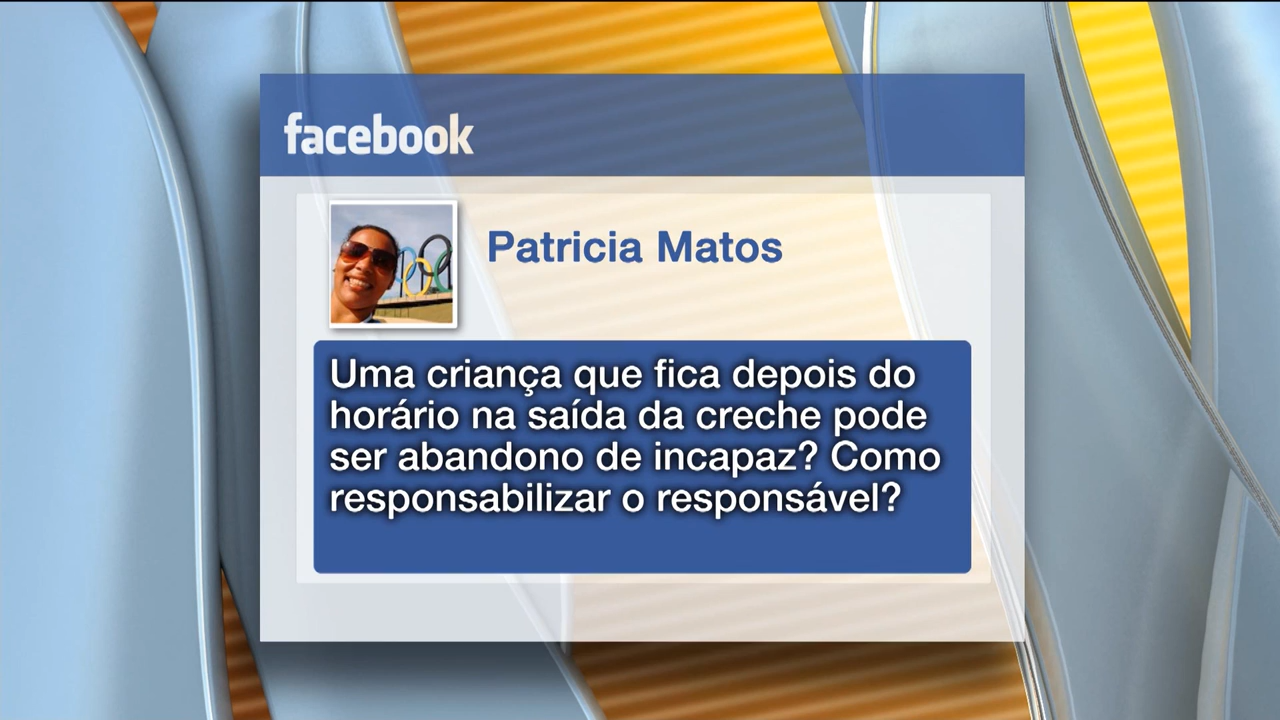 facebook
Patricia Matos
Uma criança que fica depois do
horário na saída da creche pode
ser abandono de incapaz? Como
responsabilizar o responsável?